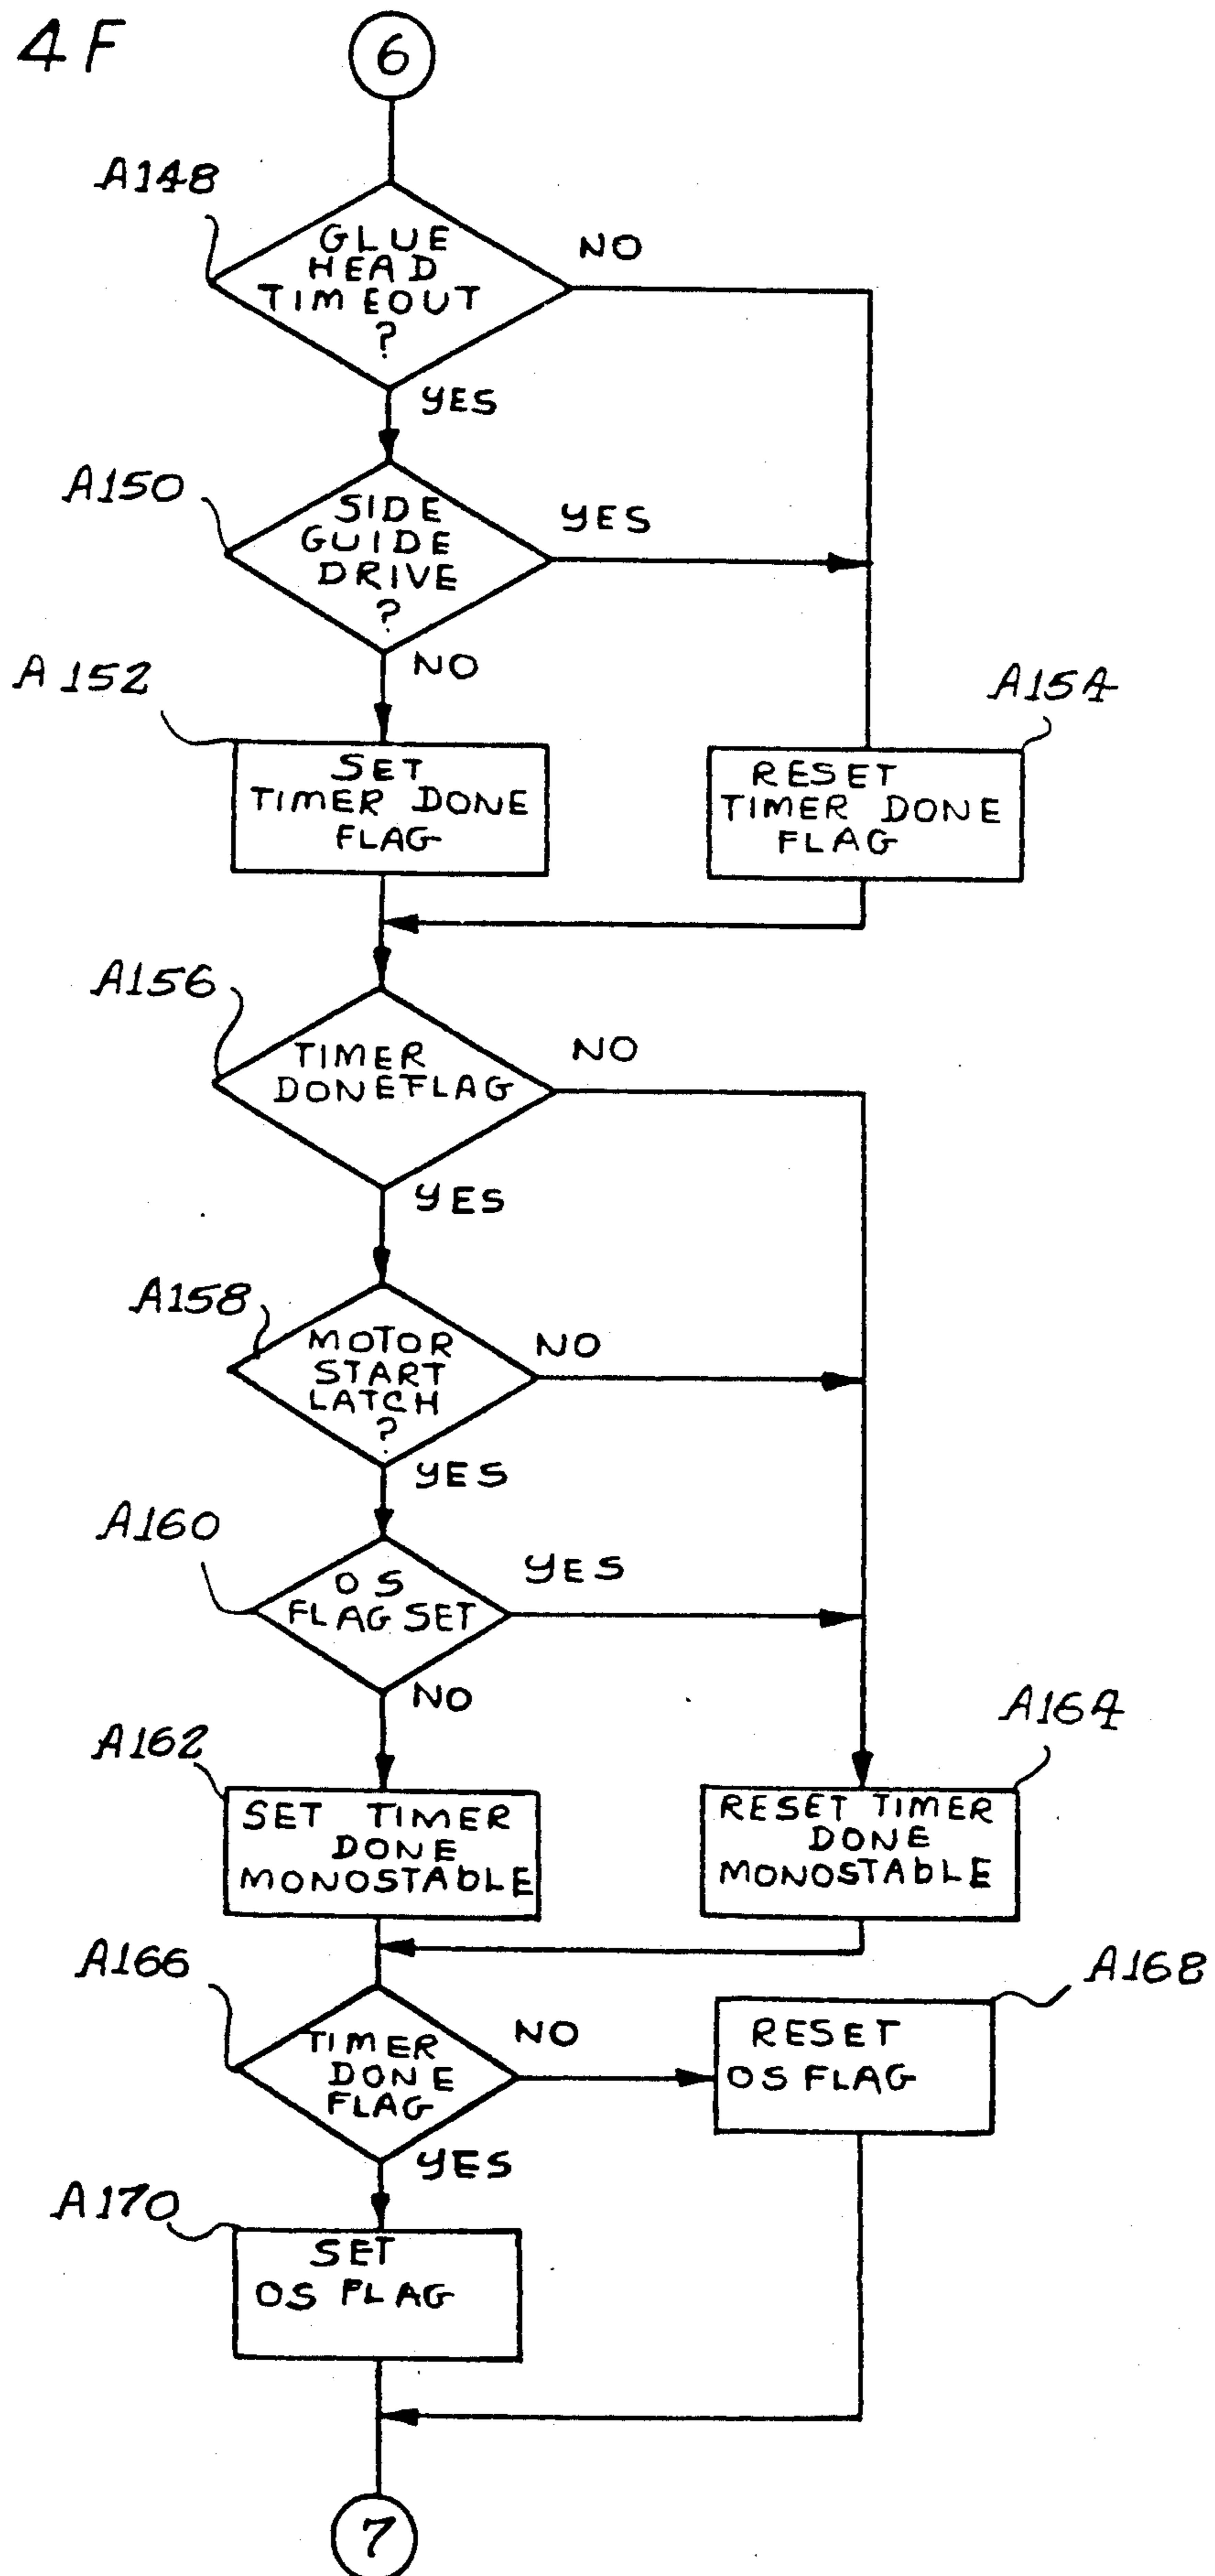 4F
6
A148
GLUE
HEAD
TIMEOUT
?
NO
YES
A150
SIDE
GUIDE
DRIVE
?
YES
NO
A152
SET
TIMER DONE
FLAG
A154
RESET
TIMER DONE
FLAG
A156
TIMER
DONE FLAG
NO
YES
A158
MOTOR
START
LATCH
?
NO
YES
A160
OS
FLAG SET
YES
NO
A162
SET TIMER
DONE
MONOSTABLE
A164
RESET TIMER
DONE
MONOSTABLE
A166
TIMER
DONE
FLAG
NO
YES
A168
RESET
OS FLAG
A170
SET
OS FLAG
7